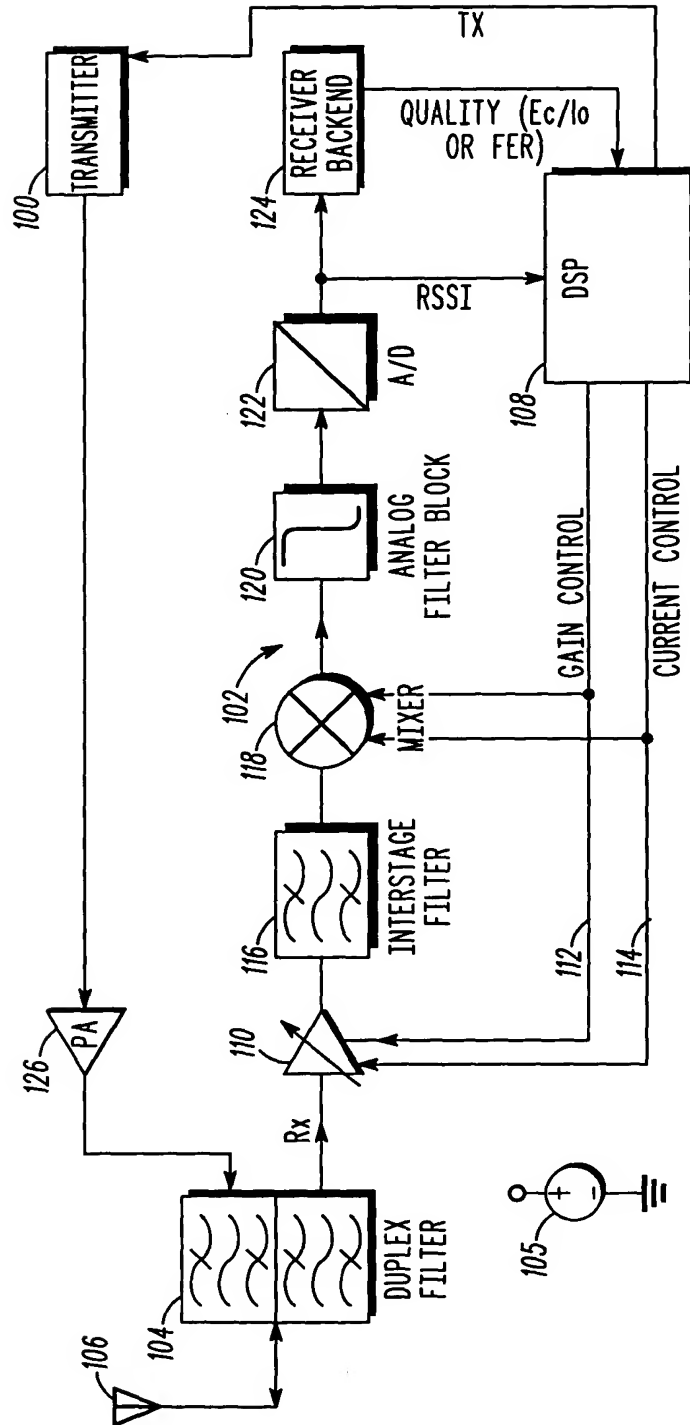 100
TRANSMITTER
TX
126
PA
124
RECEIVER
BACKEND
QUALITY (Ec/Io
OR FER)
122
A/D
RSSI
108
DSP
120
ANALOG
FILTER BLOCK
102
118
MIXER
GAIN CONTROL
CURRENT CONTROL
116
INTERSTAGE
FILTER
112
114
110
Rx
104
DUPLEX
FILTER
106
105
+
-